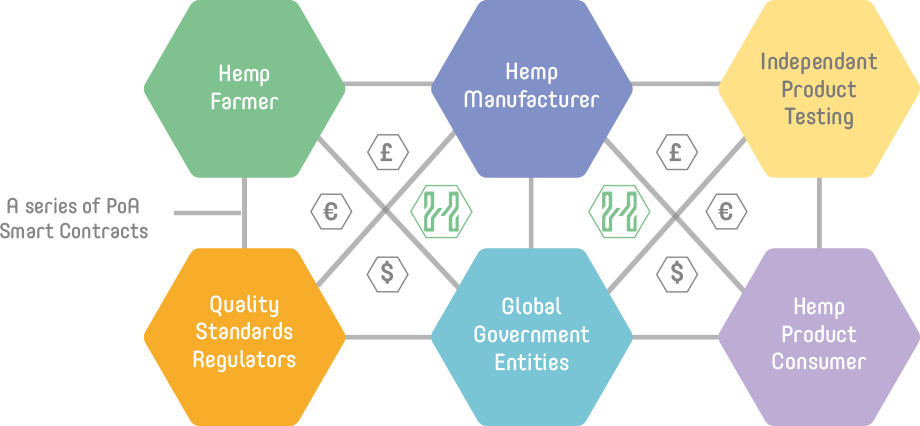 Hemp
Farmer
Hemp
Manufacturer
Independant
Product
Testing
£
£
A series of PoA
Smart Contracts
€
€
$
$
Quality
Standards
Regulators
Global
Government
Entities
Hemp
Product
Consumer